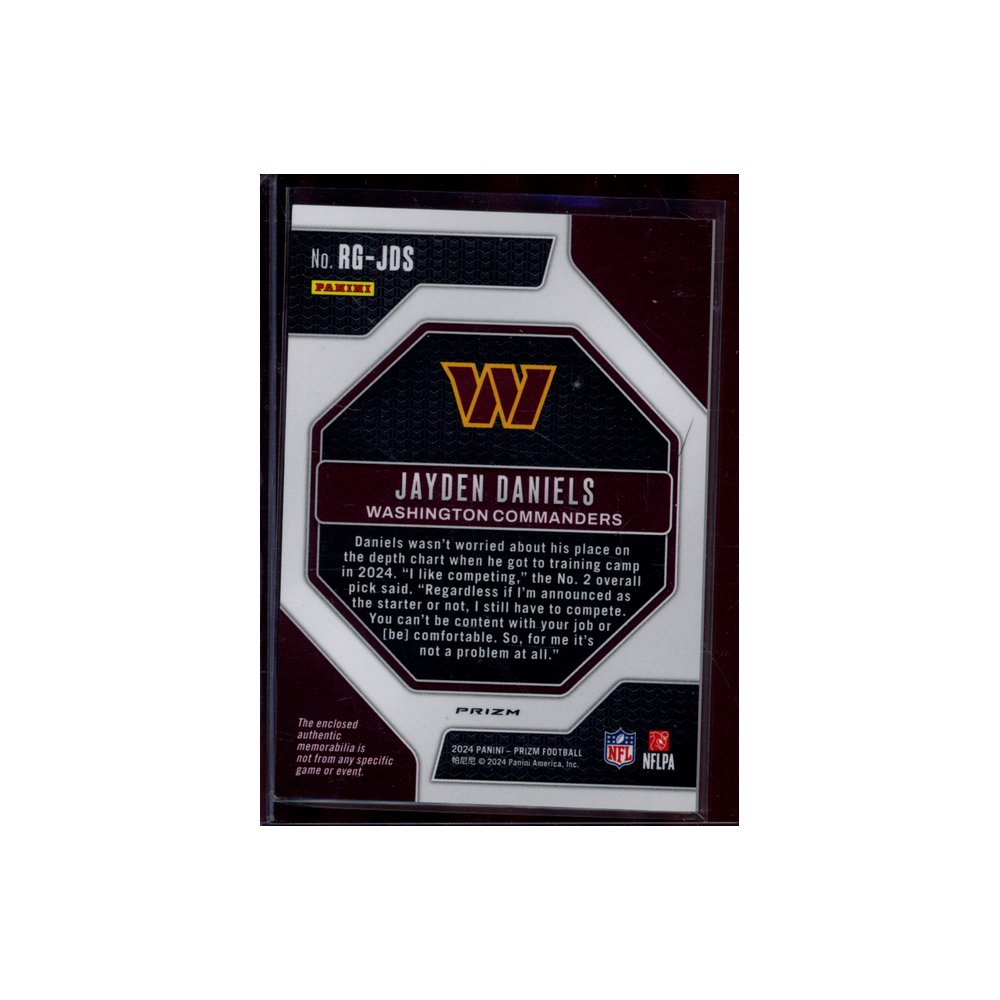 No. RG-JDS
PANINI
W
JAYDEN DANIELS
WASHINGTON COMMANDERS
Daniels wasn't worried about his place on
the depth chart when he got to training camp
in 2024. “I like competing,” the No. 2 overall
pick said. “Regardless if I'm announced as
the starter or not, I still have to compete.
You can't be content with your job or
[be] comfortable. So, for me it's
not a problem at all.”
PRIZM
The enclosed
authentic
memorabilia is
not from any specific
game or event.
2024 PANINI – PRIZM FOOTBALL
帕尼尼 © 2024 Panini America, Inc.
NFL
NFLPA